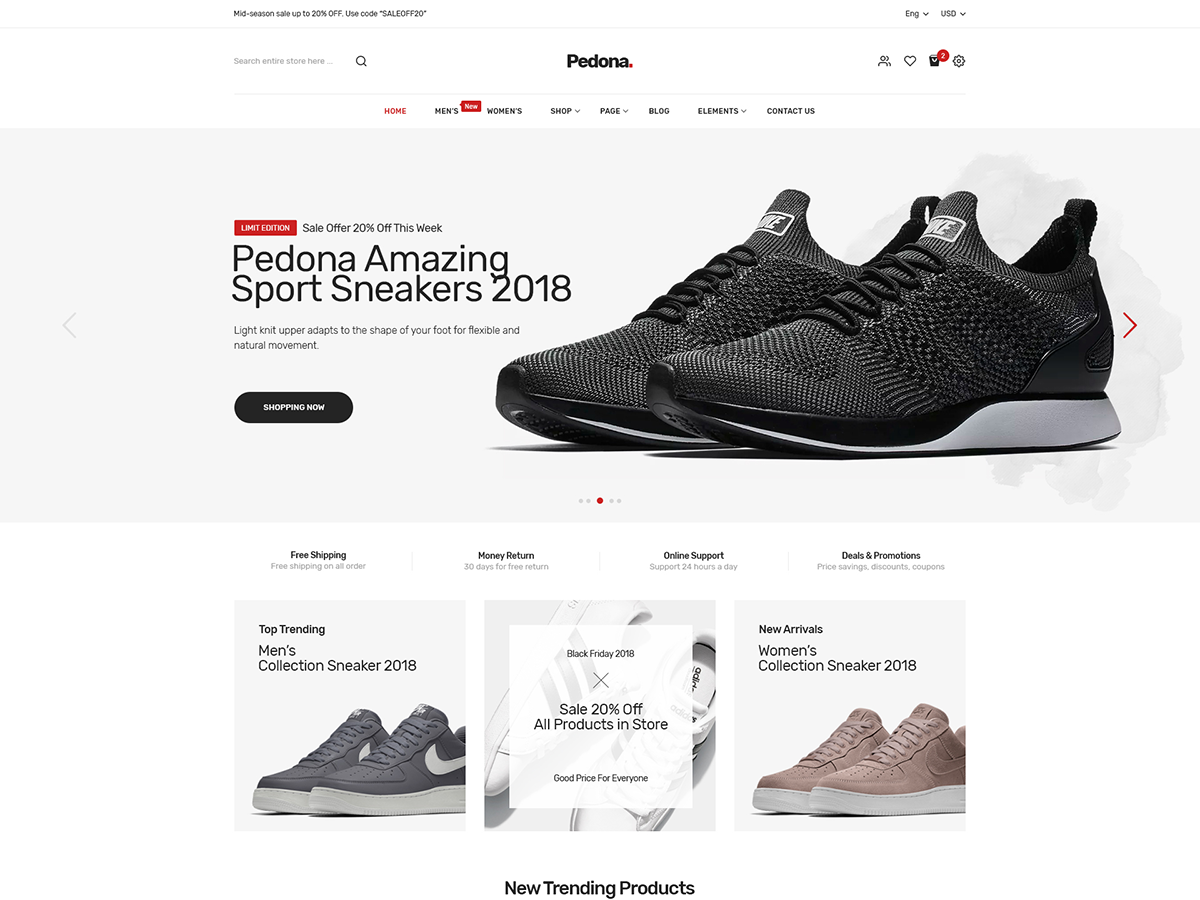 Mid-season sale up to 20% OFF. Use code "SALEOFF20"
Eng
USD
Search entire store here ...
Pedona.
2
HOME
MEN'S
New
WOMEN'S
SHOP
PAGE
BLOG
ELEMENTS
CONTACT US
LIMIT EDITION
Sale Offer 20% Off This Week
Pedona Amazing
Sport Sneakers 2018
Light knit upper adapts to the shape of your foot for flexible and
natural movement.
SHOPPING NOW
Free Shipping
Free shipping on all order
Money Return
30 days for free return
Online Support
Support 24 hours a day
Deals & Promotions
Price savings, discounts, coupons
Top Trending
Men's
Collection Sneaker 2018
Black Friday 2018
Sale 20% Off
All Products in Store
Good Price For Everyone
adidas
New Arrivals
Women's
Collection Sneaker 2018
New Trending Products